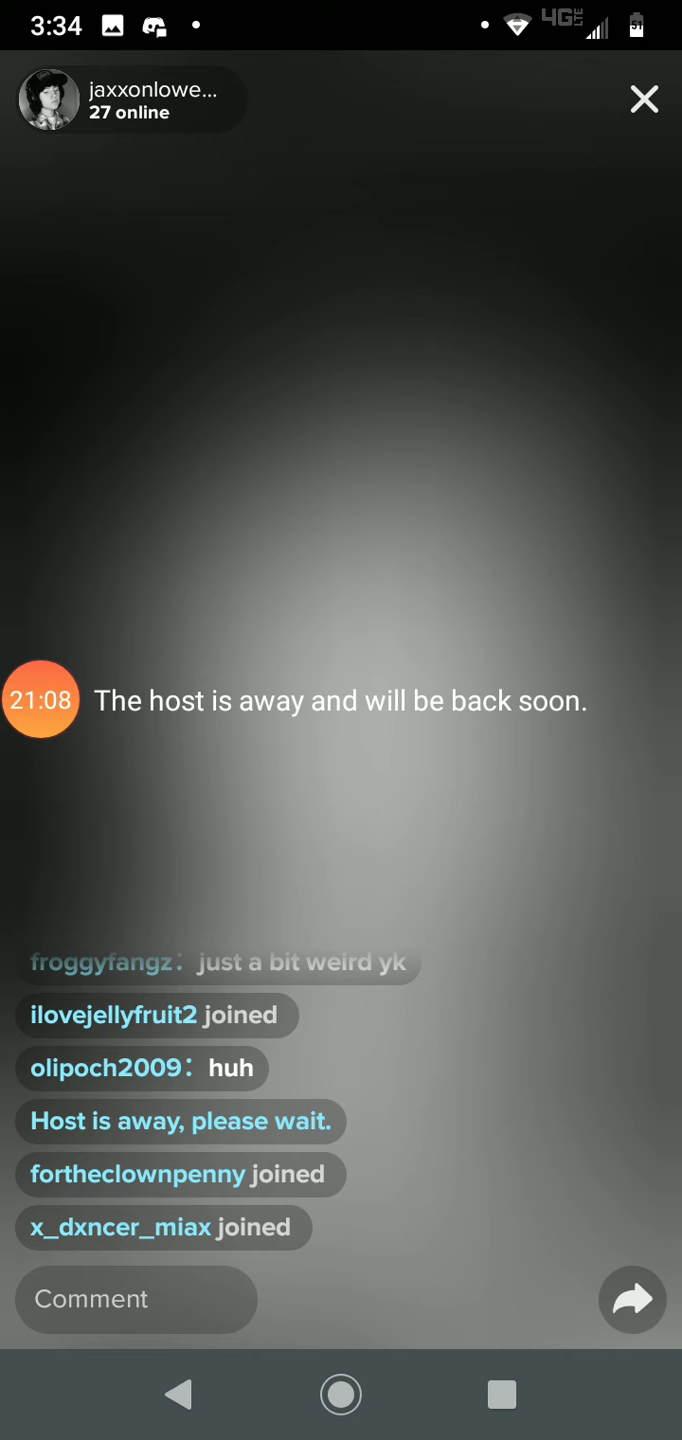 3:34
4G LTE
51
jaxxonlowe...
27 online
21:08
The host is away and will be back soon.
froggyfangz: just a bit weird yk
ilovejellyfruit2 joined
olipoch2009: huh
Host is away, please wait.
fortheclownpenny joined
x_dxncer_miax joined
Comment